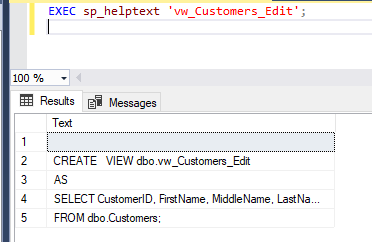 EXEC sp_helptext 'vw_Customers_Edit';
100 %
Results Messages
Text
1
2 CREATE   VIEW dbo.vw_Customers_Edit
3 AS
4 SELECT CustomerID, FirstName, MiddleName, LastNa...
5 FROM dbo.Customers;